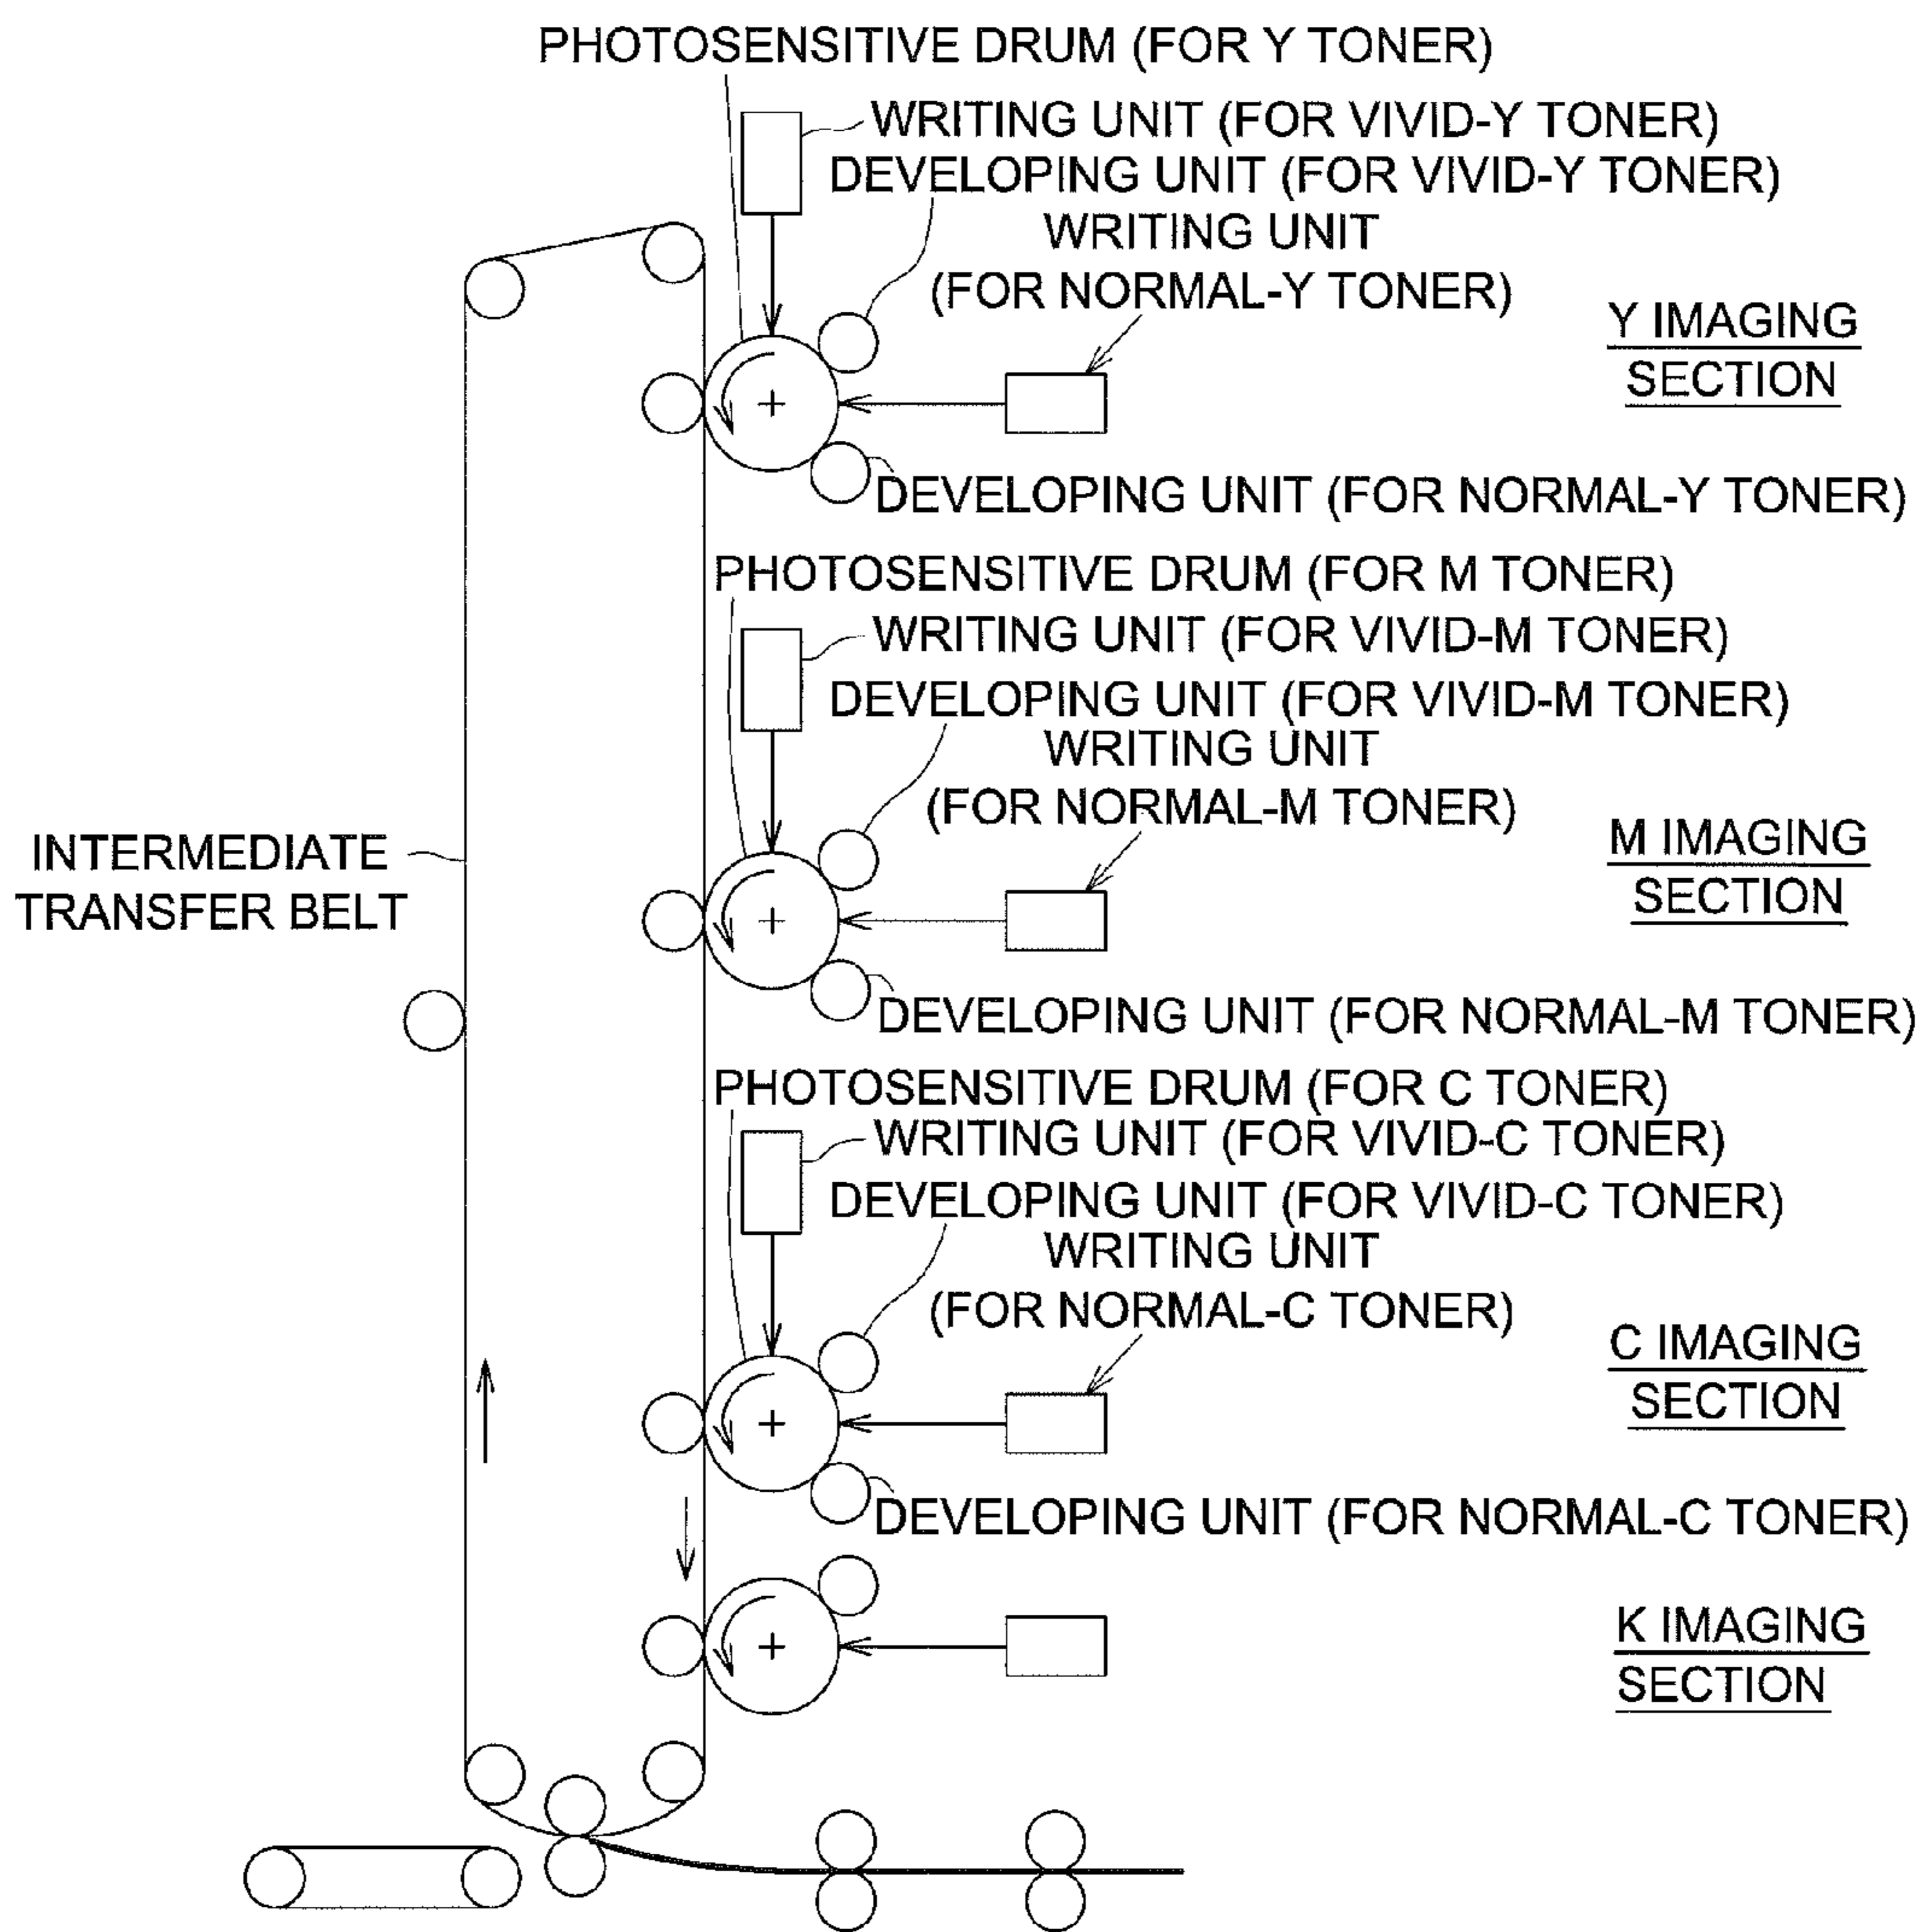 PHOTOSENSITIVE DRUM (FOR Y TONER)
WRITING UNIT (FOR VIVID-Y TONER)
DEVELOPING UNIT (FOR VIVID-Y TONER)
WRITING UNIT
(FOR NORMAL-Y TONER)
Y IMAGING
SECTION
DEVELOPING UNIT (FOR NORMAL-Y TONER)
PHOTOSENSITIVE DRUM (FOR M TONER)
WRITING UNIT (FOR VIVID-M TONER)
DEVELOPING UNIT (FOR VIVID-M TONER)
WRITING UNIT
(FOR NORMAL-M TONER)
M IMAGING
SECTION
INTERMEDIATE
TRANSFER BELT
DEVELOPING UNIT (FOR NORMAL-M TONER)
PHOTOSENSITIVE DRUM (FOR C TONER)
WRITING UNIT (FOR VIVID-C TONER)
DEVELOPING UNIT (FOR VIVID-C TONER)
WRITING UNIT
(FOR NORMAL-C TONER)
C IMAGING
SECTION
DEVELOPING UNIT (FOR NORMAL-C TONER)
K IMAGING
SECTION